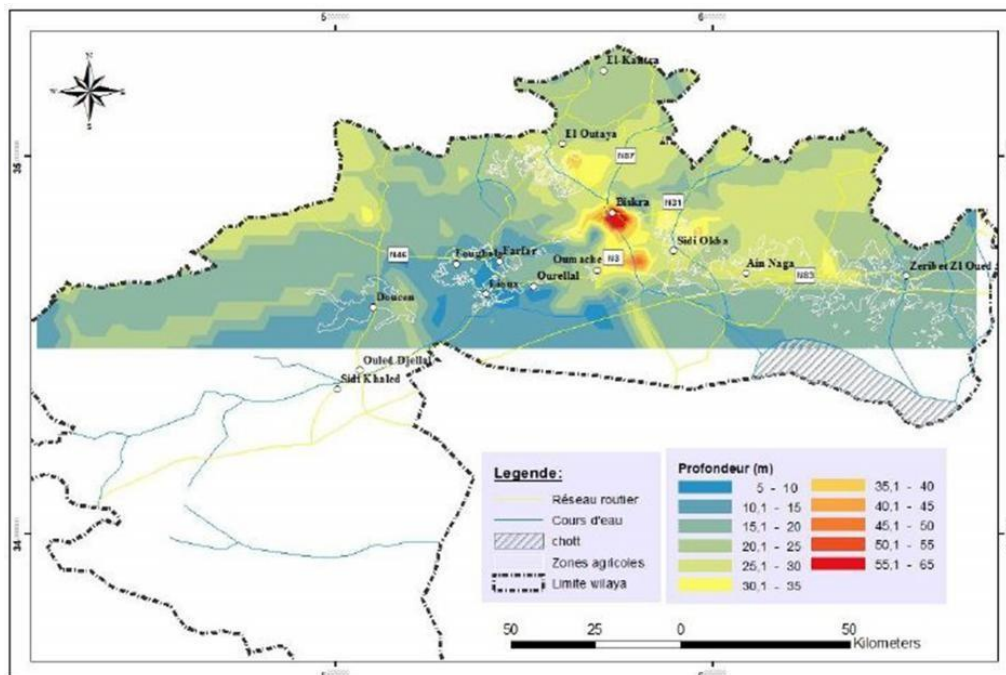 N
El-Kantra
El Outaya
N87
Biskra
N31
Sidi Okba
N46
Foughala
Farfar
Oumache
N3
Ain Naga
N83
Zeribet El Oued
Lioua
Ourellal
Doucen
Ouled Djellal
Sidi Khaled
35
34
Legende:
Réseau routier
Cours d'eau
chott
Zones agricoles
Limite wilaya
Profondeur (m)
5 - 10
10,1 - 15
15,1 - 20
20,1 - 25
25,1 - 30
30,1 - 35
35,1 - 40
40,1 - 45
45,1 - 50
50,1 - 55
55,1 - 65
50 25 0 50
Kilometers